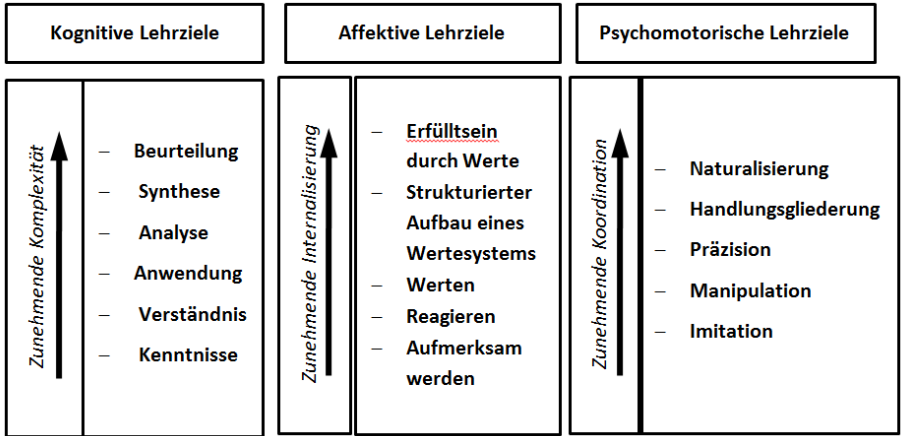 Kognitive Lehrziele
Zunehmende Komplexität
– Beurteilung
– Synthese
– Analyse
– Anwendung
– Verständnis
– Kenntnisse
Affektive Lehrziele
Zunehmende Internalisierung
– Erfülltsein
durch Werte
– Strukturierter
Aufbau eines
Wertesystems
– Werten
– Reagieren
– Aufmerksam
werden
Psychomotorische Lehrziele
Zunehmende Koordination
– Naturalisierung
– Handlungsgliederung
– Präzision
– Manipulation
– Imitation